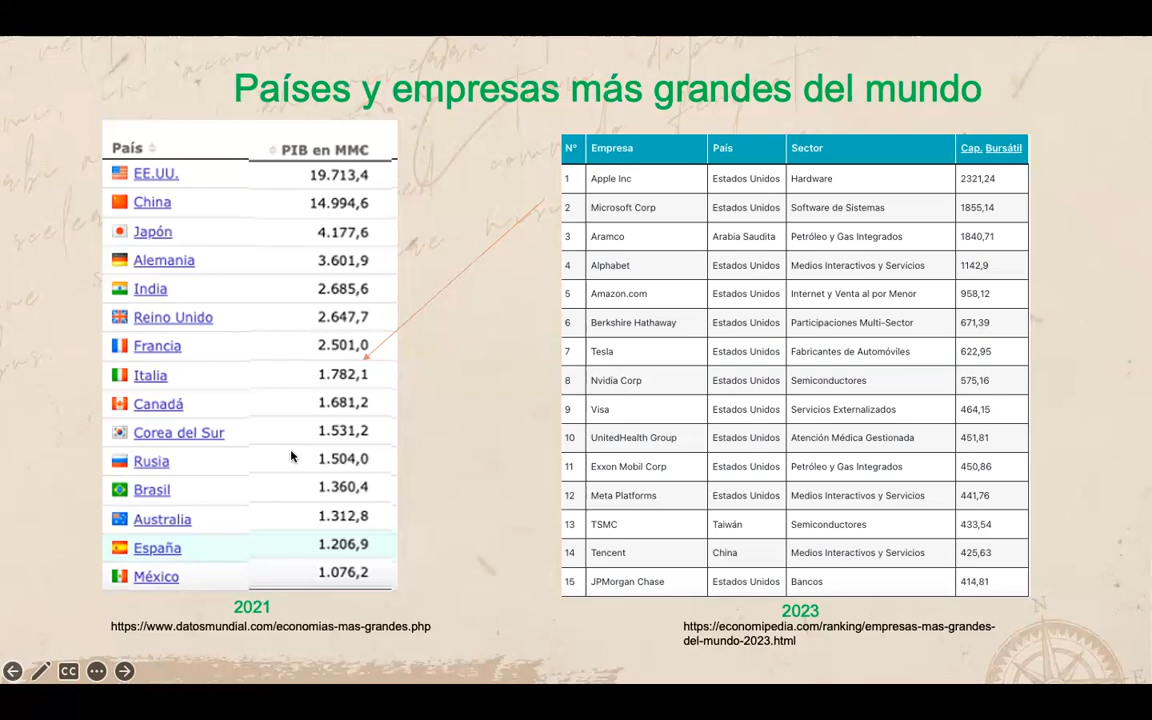 Países y empresas más grandes del mundo
País PIB en MM€
EE.UU. 19.713,4
China 14.994,6
Japón 4.177,6
Alemania 3.601,9
India 2.685,6
Reino Unido 2.647,7
Francia 2.501,0
Italia 1.782,1
Canadá 1.681,2
Corea del Sur 1.531,2
Rusia 1.504,0
Brasil 1.360,4
Australia 1.312,8
España 1.206,9
México 1.076,2
2021
https://www.datosmundial.com/economias-mas-grandes.php
Nº Empresa País Sector Cap. Bursátil
1 Apple Inc Estados Unidos Hardware 2321,24
2 Microsoft Corp Estados Unidos Software de Sistemas 1855,14
3 Aramco Arabia Saudita Petróleo y Gas Integrados 1840,71
4 Alphabet Estados Unidos Medios Interactivos y Servicios 1142,9
5 Amazon.com Estados Unidos Internet y Venta al por Menor 958,12
6 Berkshire Hathaway Estados Unidos Participaciones Multi-Sector 671,39
7 Tesla Estados Unidos Fabricantes de Automóviles 622,95
8 Nvidia Corp Estados Unidos Semiconductores 575,16
9 Visa Estados Unidos Servicios Externalizados 464,15
10 UnitedHealth Group Estados Unidos Atención Médica Gestionada 451,81
11 Exxon Mobil Corp Estados Unidos Petróleo y Gas Integrados 450,86
12 Meta Platforms Estados Unidos Medios Interactivos y Servicios 441,76
13 TSMC Taiwán Semiconductores 433,54
14 Tencent China Medios Interactivos y Servicios 425,63
15 JPMorgan Chase Estados Unidos Bancos 414,81
2023
https://economipedia.com/ranking/empresas-mas-grandes-
del-mundo-2023.html
CC
N